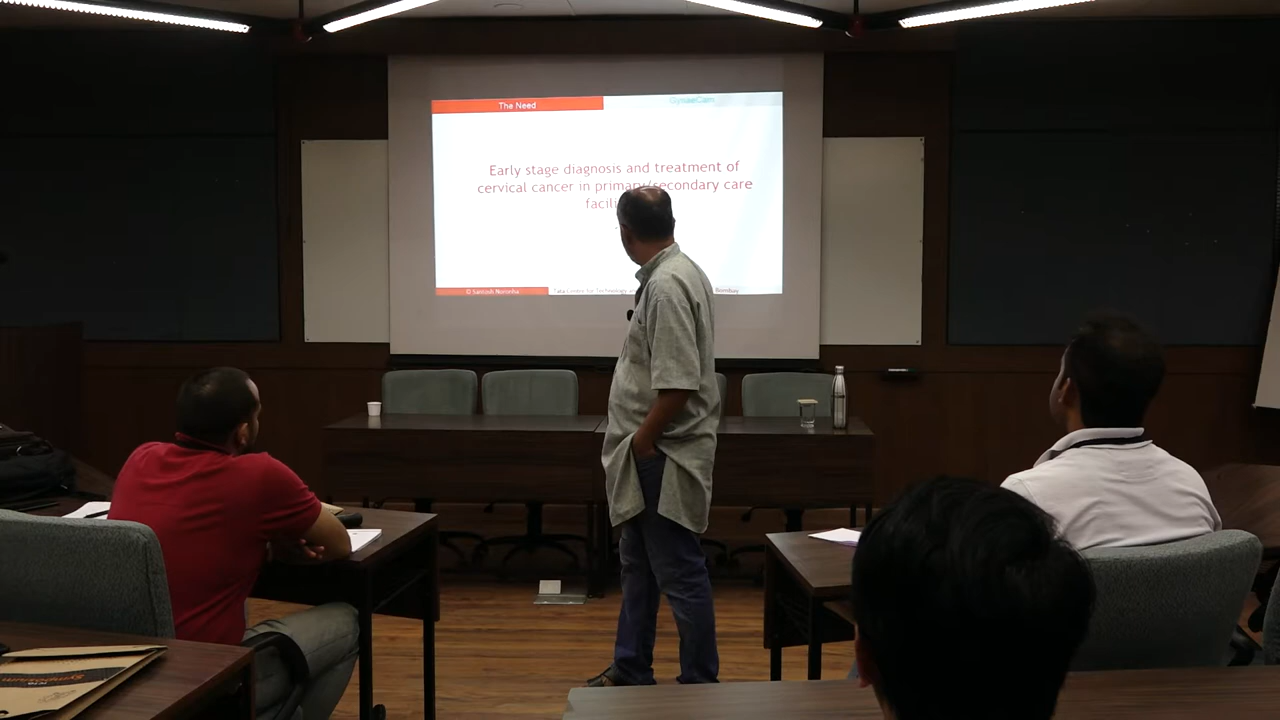 The Need
GynaeCam
Early stage diagnosis and treatment of
cervical cancer in primary/secondary care
facili
© Santosh Noronha
Tata Centre for Technology
Bombay
Symposium